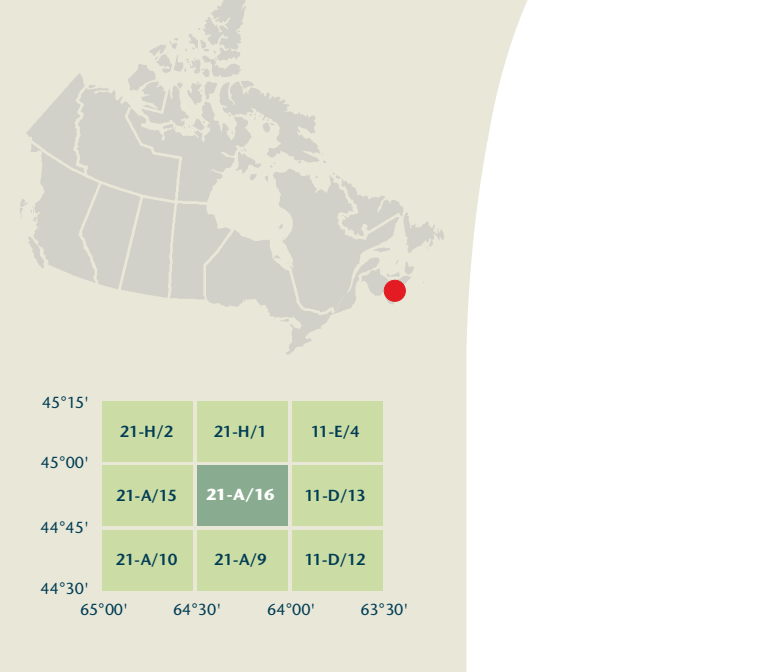 45°15'
21-H/2 21-H/1 11-E/4
45°00'
21-A/15 21-A/16 11-D/13
44°45'
21-A/10 21-A/9 11-D/12
44°30'
65°00' 64°30' 64°00' 63°30'